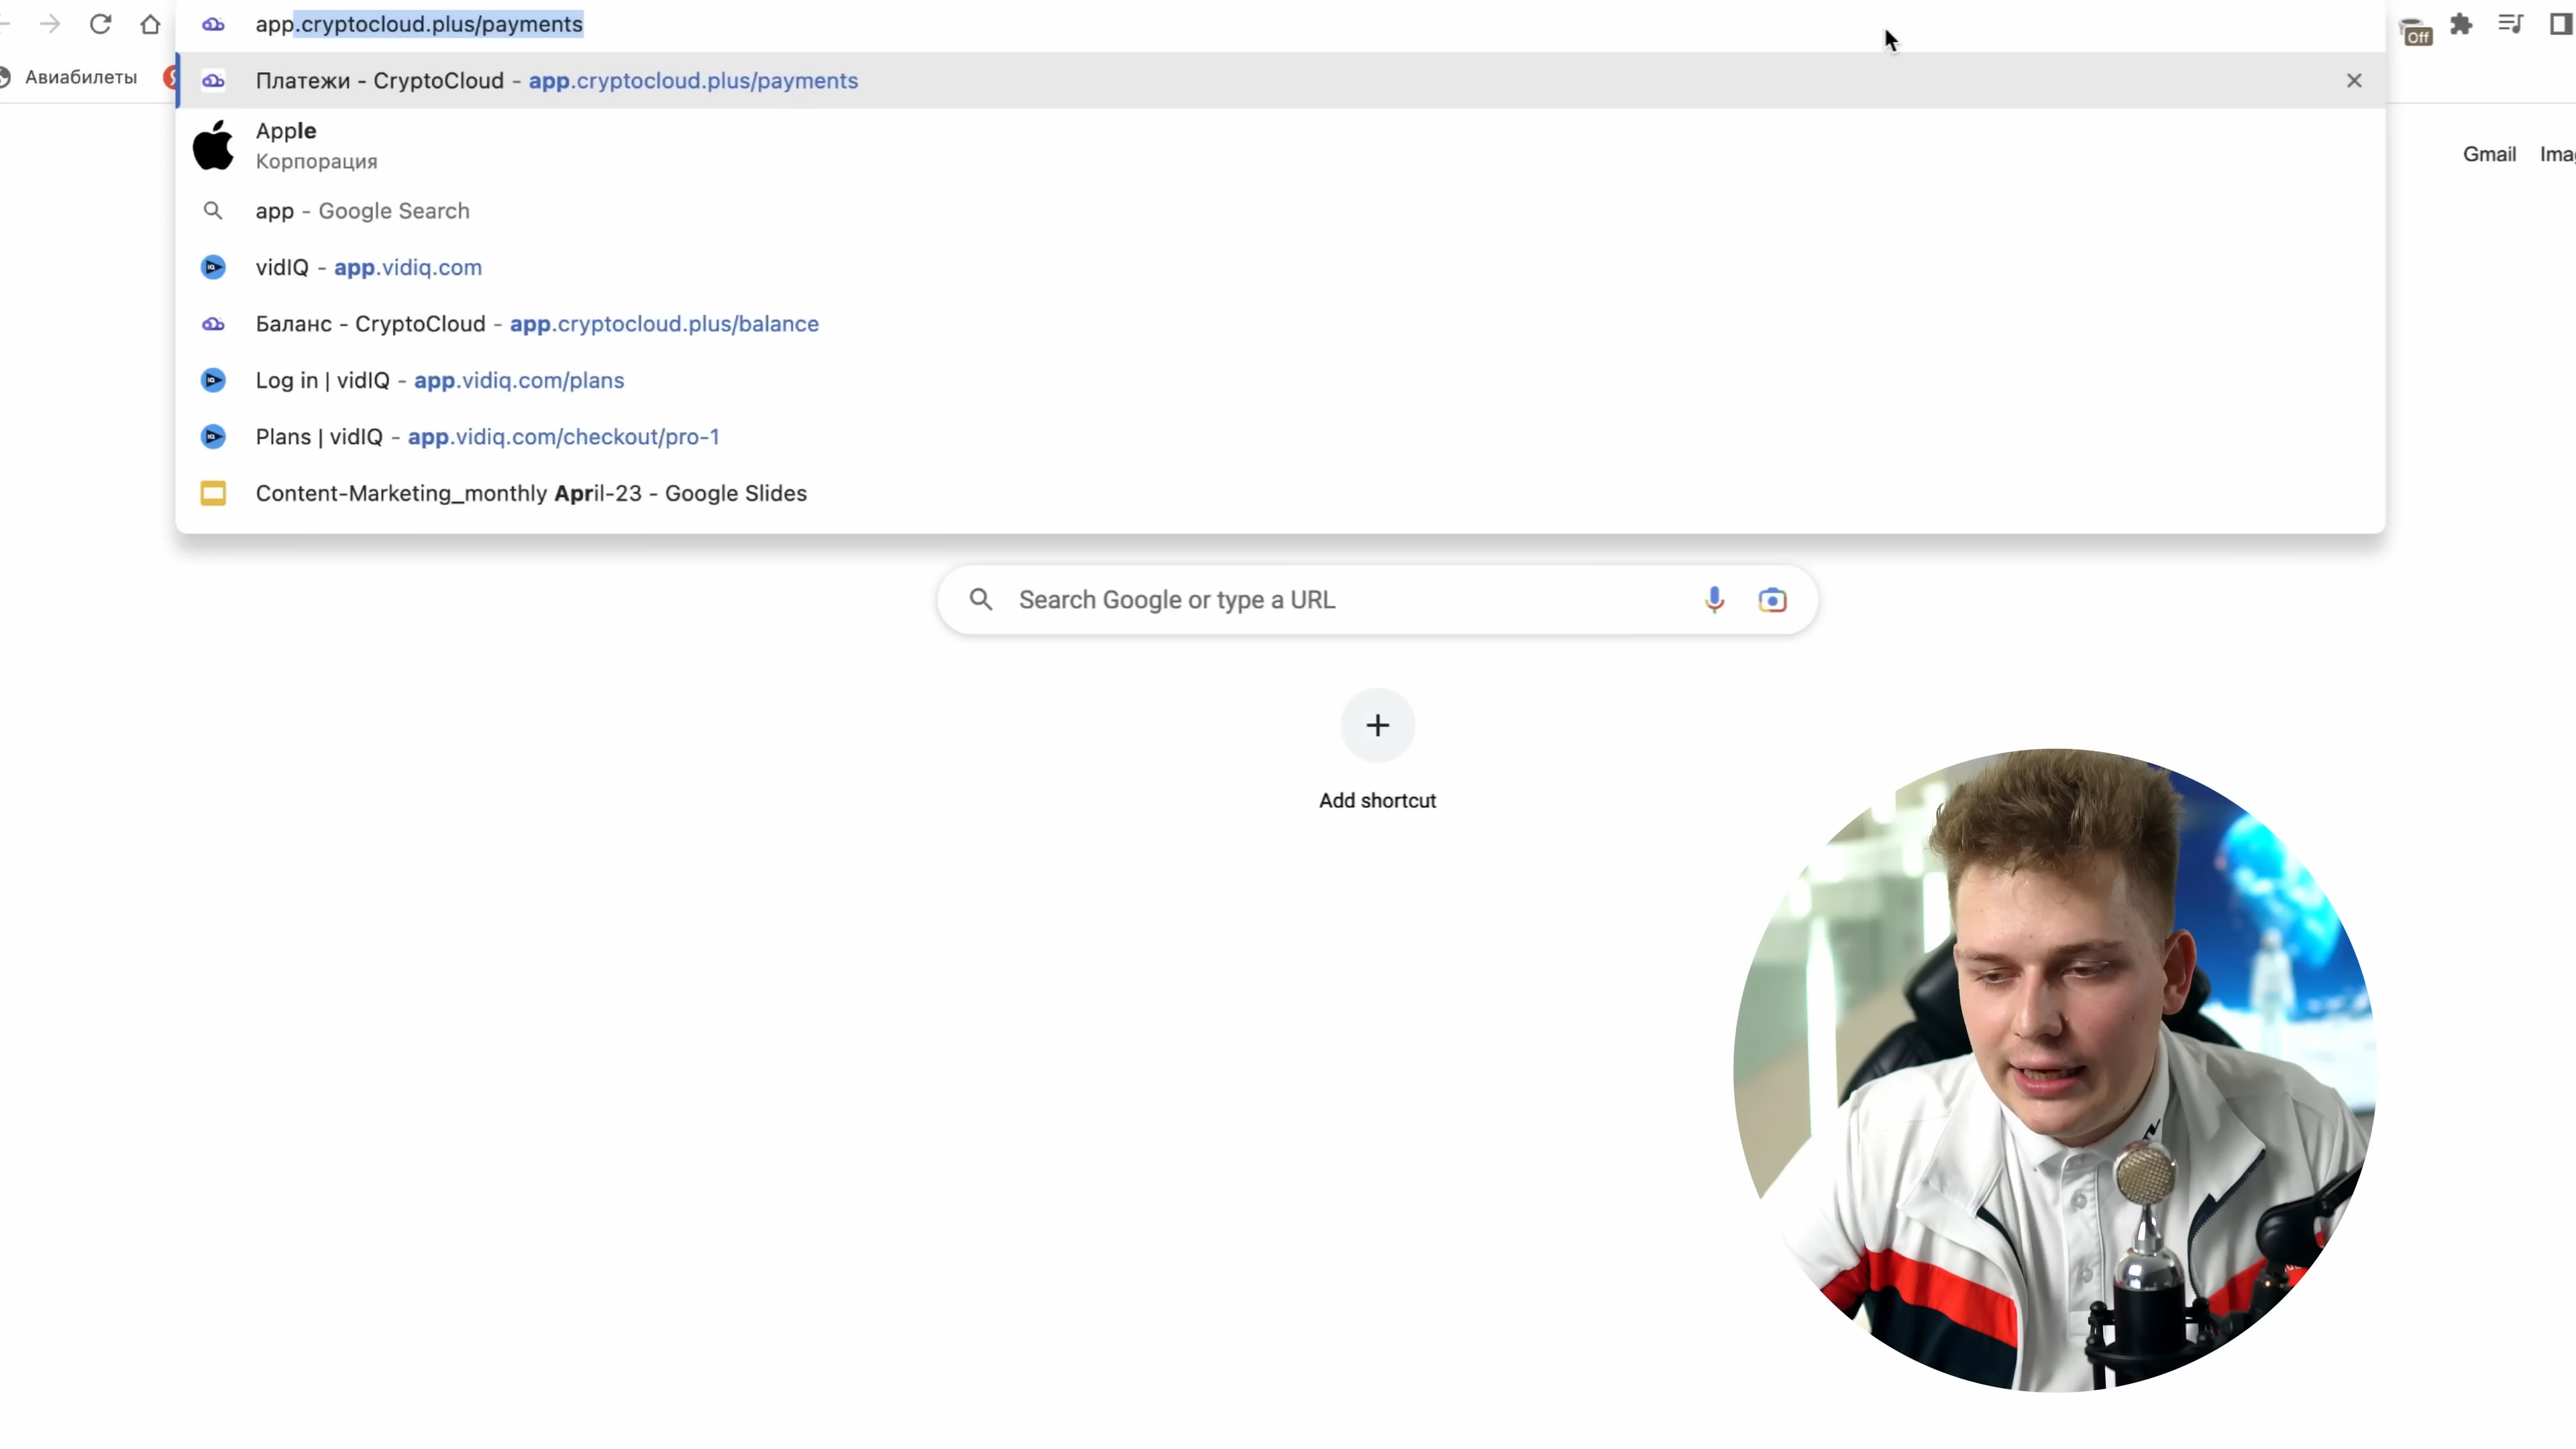 app.cryptocloud.plus/payments
Off
Авиабилеты
Платежи - CryptoCloud - app.cryptocloud.plus/payments
Apple
Корпорация
Gmail
app - Google Search
vidIQ - app.vidiq.com
Баланс - CryptoCloud - app.cryptocloud.plus/balance
Log in | vidIQ - app.vidiq.com/plans
Plans | vidIQ - app.vidiq.com/checkout/pro-1
Content-Marketing_monthly April-23 - Google Slides
Search Google or type a URL
Add shortcut